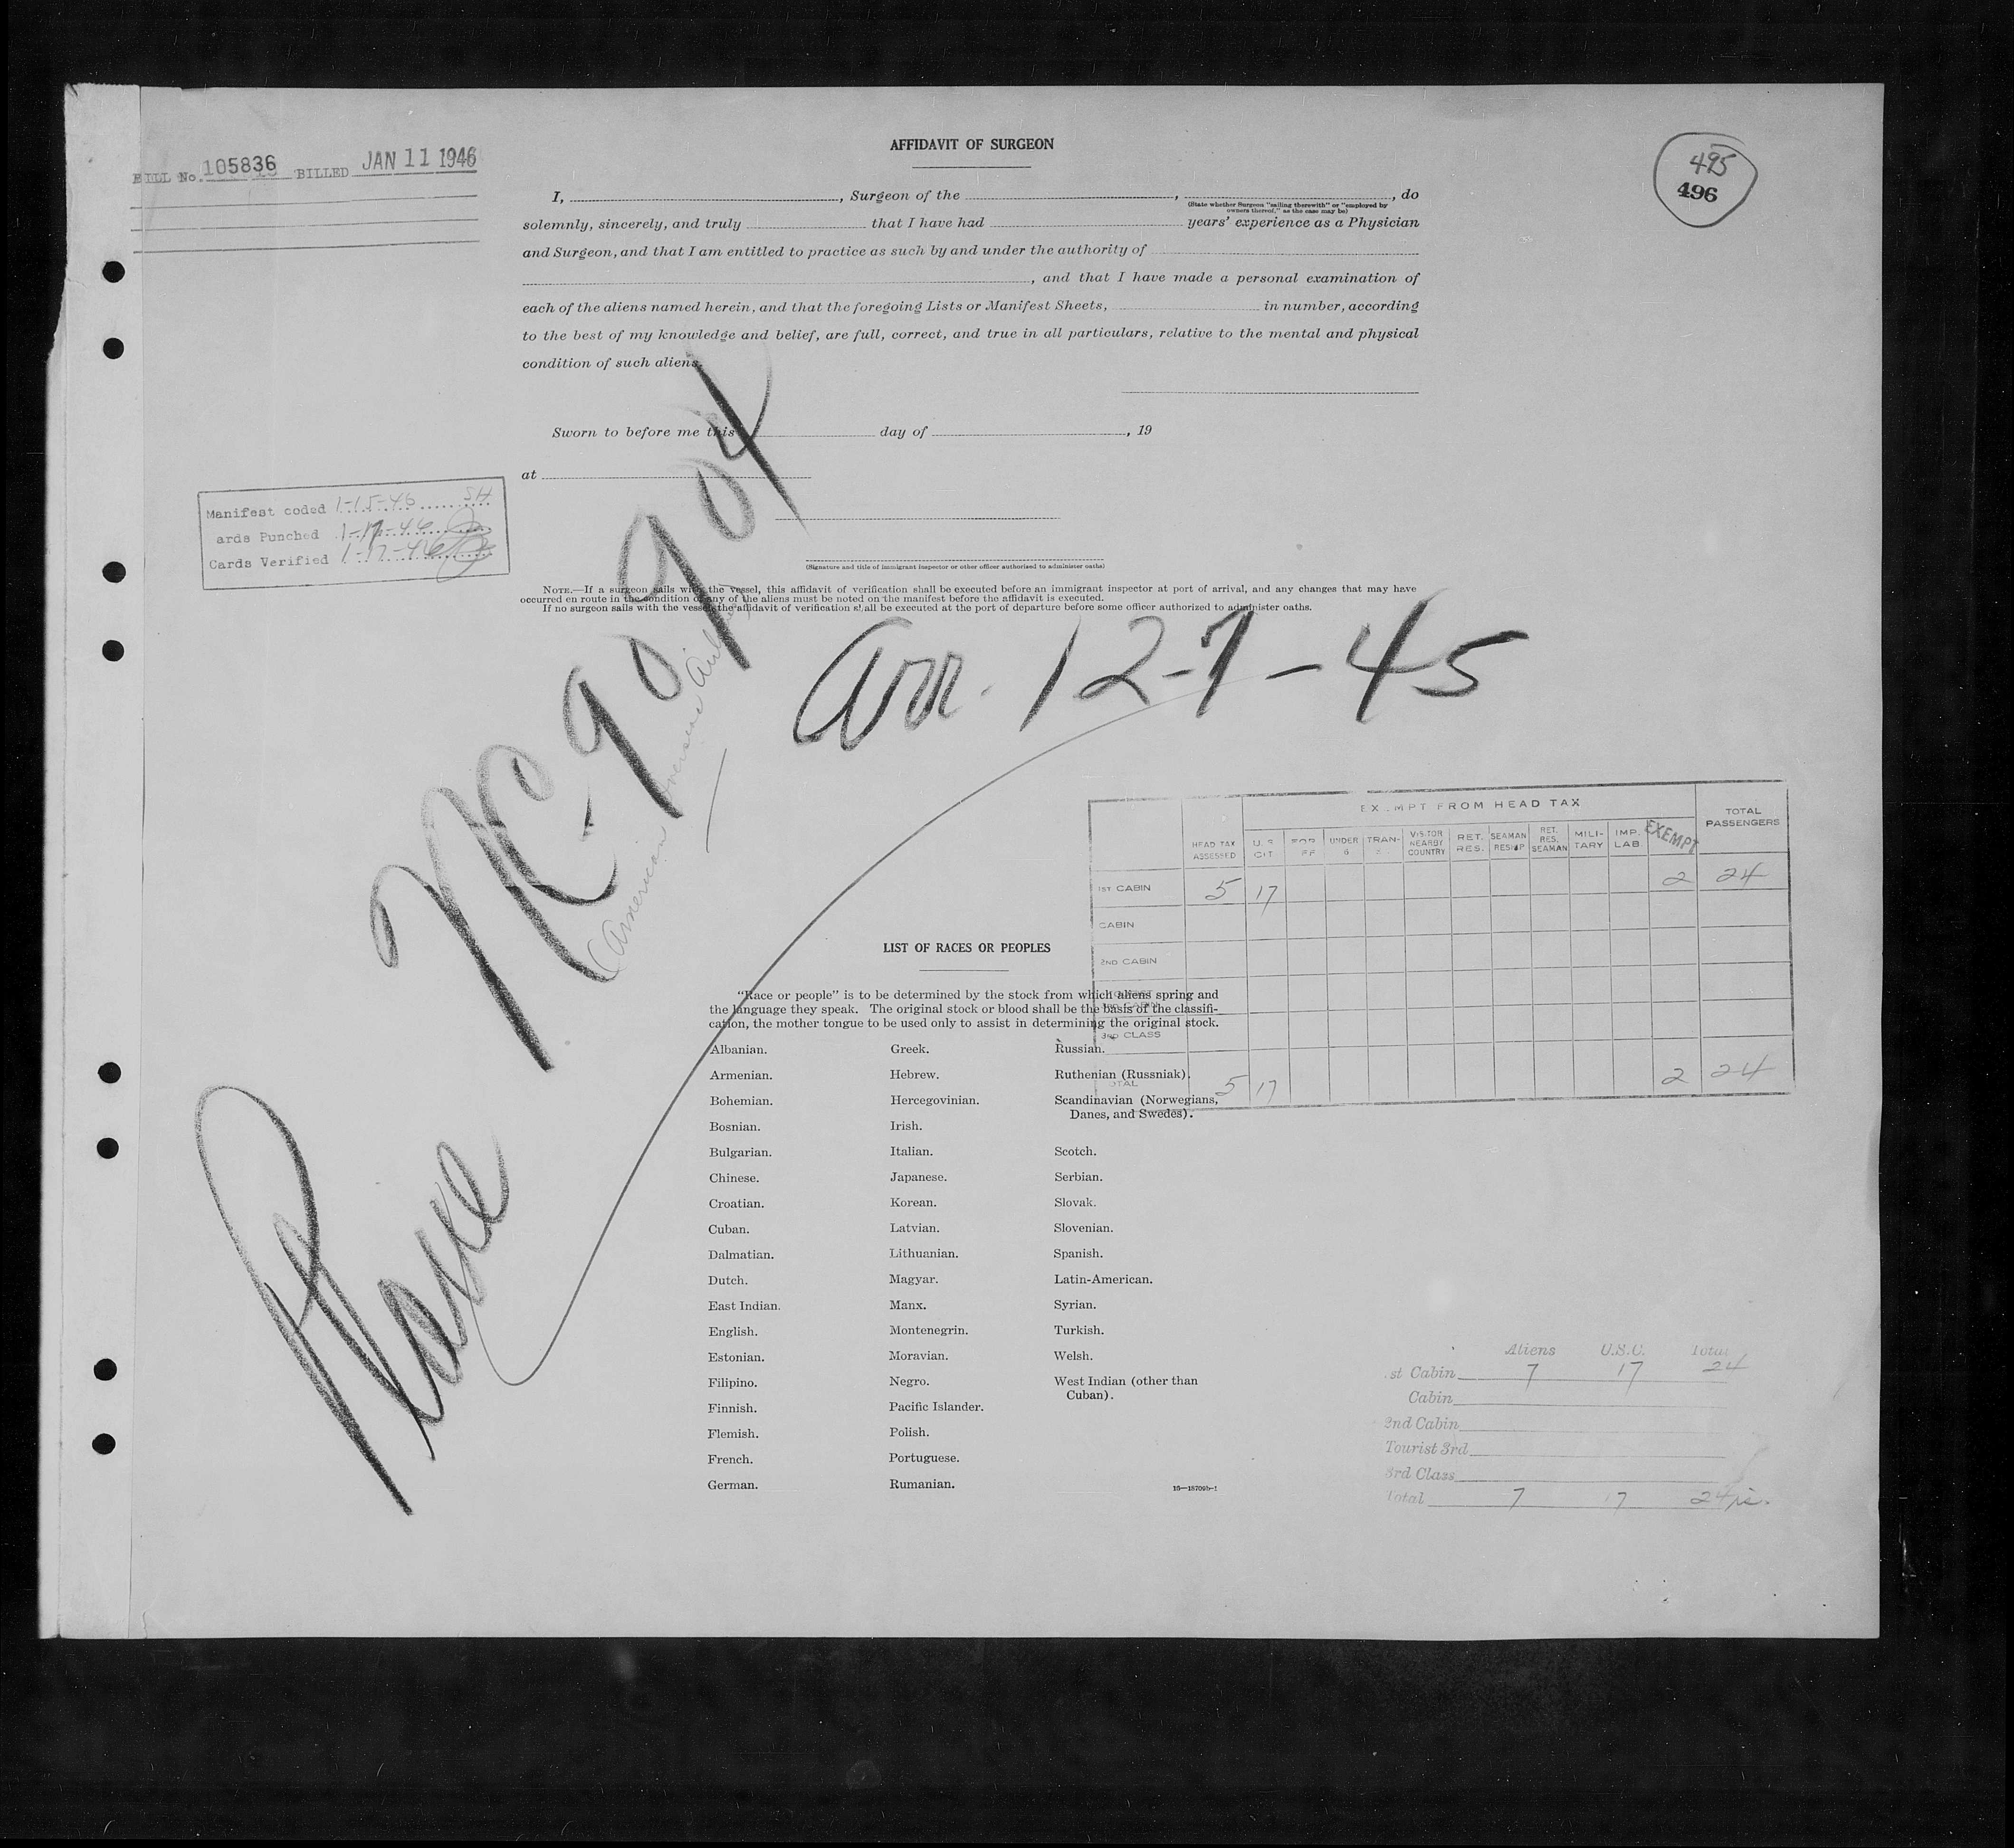 AFFIDAVIT OF SURGEON
BILL No. 105836 BILLED JAN 11 1946
495
496
I, , Surgeon of the , , do
(State whether Surgeon "sailing therewith" or "employed by
owners thereof," as the case may be)
solemnly, sincerely, and truly that I have had years' experience as a Physician
and Surgeon, and that I am entitled to practice as such by and under the authority of
, and that I have made a personal examination of
each of the aliens named herein, and that the foregoing Lists or Manifest Sheets, in number, according
to the best of my knowledge and belief, are full, correct, and true in all particulars, relative to the mental and physical
condition of such aliens.
Sworn to before me this day of , 19
at
Manifest coded 1-15-46 SH
ards Punched 1-17-46
Cards Verified 1-17-46
(Signature and title of immigrant inspector or other officer authorized to administer oaths)
NOTE.—If a surgeon sails with the vessel, this affidavit of verification shall be executed before an immigrant inspector at port of arrival, and any changes that may have
occurred en route in the condition of any of the aliens must be noted on the manifest before the affidavit is executed.
If no surgeon sails with the vessel, the affidavit of verification shall be executed at the port of departure before some officer authorized to administer oaths.
Plane NC-90904
(American Overseas Airlines)
Arr. 12-7-45
EXEMPT FROM HEAD TAX
HEAD TAX ASSESSED U.S. CIT. UNDER 6 TRAN- VISITOR NEARBY COUNTRY RET. RES. SEAMAN RESHIP RET. RES. SEAMAN MILI- TARY IMP. LAB. EXEMPT TOTAL PASSENGERS
1ST CABIN 5 17 2 24
CABIN
2ND CABIN
3RD CLASS
TOTAL 5 17 2 24
LIST OF RACES OR PEOPLES
"Race or people" is to be determined by the stock from which aliens spring and
the language they speak. The original stock or blood shall be the basis of the classifi-
cation, the mother tongue to be used only to assist in determining the original stock.
Albanian. Greek. Russian.
Armenian. Hebrew. Ruthenian (Russniak).
Bohemian. Hercegovinian. Scandinavian (Norwegians,
Danes, and Swedes).
Bosnian. Irish.
Bulgarian. Italian. Scotch.
Chinese. Japanese. Serbian.
Croatian. Korean. Slovak.
Cuban. Latvian. Slovenian.
Dalmatian. Lithuanian. Spanish.
Dutch. Magyar. Latin-American.
East Indian. Manx. Syrian.
English. Montenegrin. Turkish.
Estonian. Moravian. Welsh.
Filipino. Negro. West Indian (other than
Cuban).
Finnish. Pacific Islander.
Flemish. Polish.
French. Portuguese.
German. Rumanian.
16—18709b-1
Aliens U.S.C. Total
st Cabin 7 17 24
Cabin
2nd Cabin
Tourist 3rd
3rd Class
Total 7 17 24